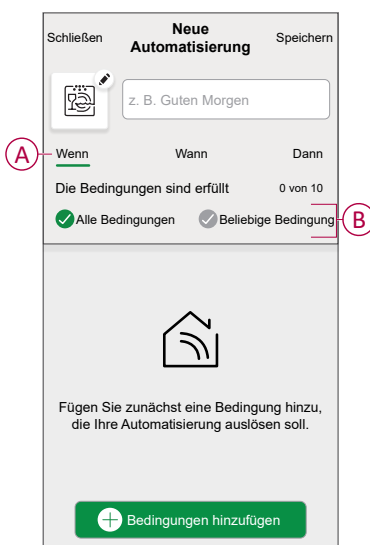 Schließen
Neue
Automatisierung
Speichern
z. B. Guten Morgen
A
Wenn
Wann
Dann
Die Bedingungen sind erfüllt
0 von 10
Alle Bedingungen
Beliebige Bedingung
B
Fügen Sie zunächst eine Bedingung hinzu,
die Ihre Automatisierung auslösen soll.
Bedingungen hinzufügen